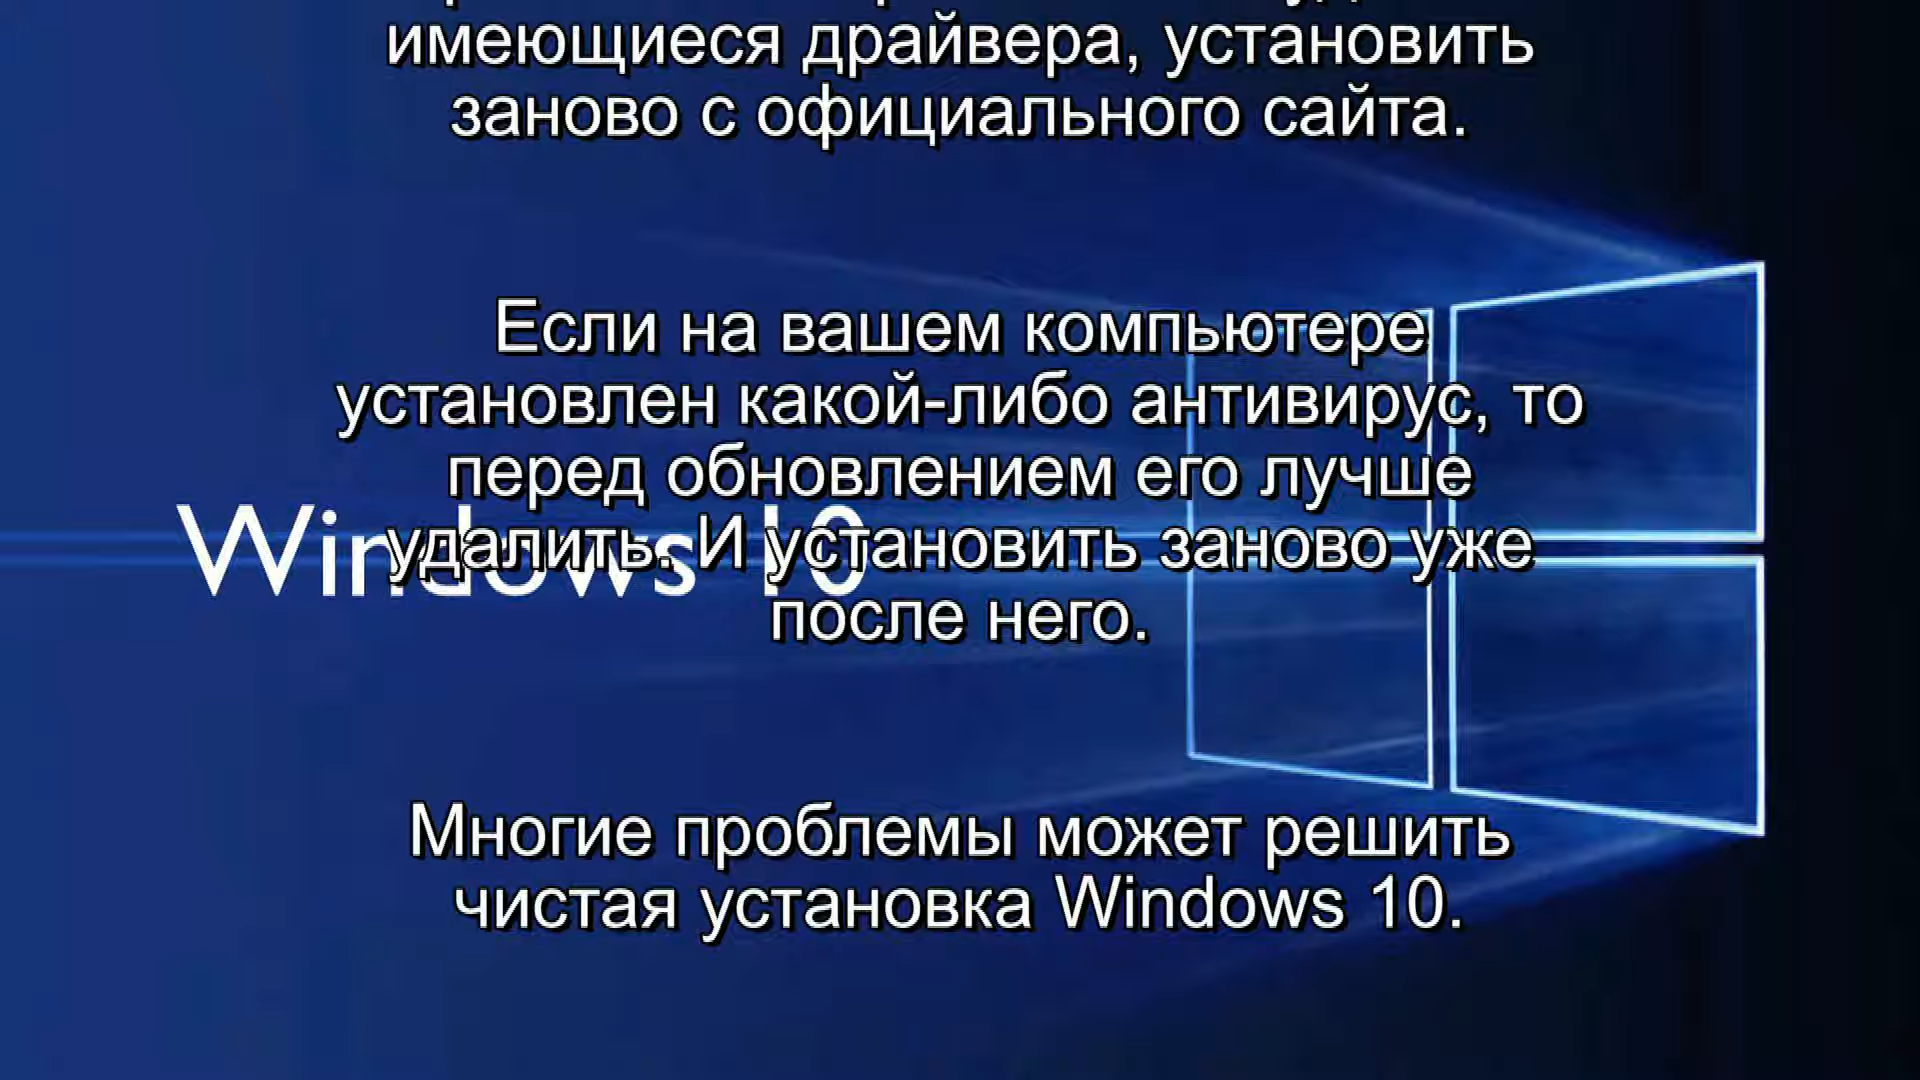 имеющиеся драйвера, установить
заново с официального сайта.
Если на вашем компьютере
установлен какой-либо антивирус, то
перед обновлением его лучше
удалить. И установить заново уже
после него.
Windows 10
Многие проблемы может решить
чистая установка Windows 10.